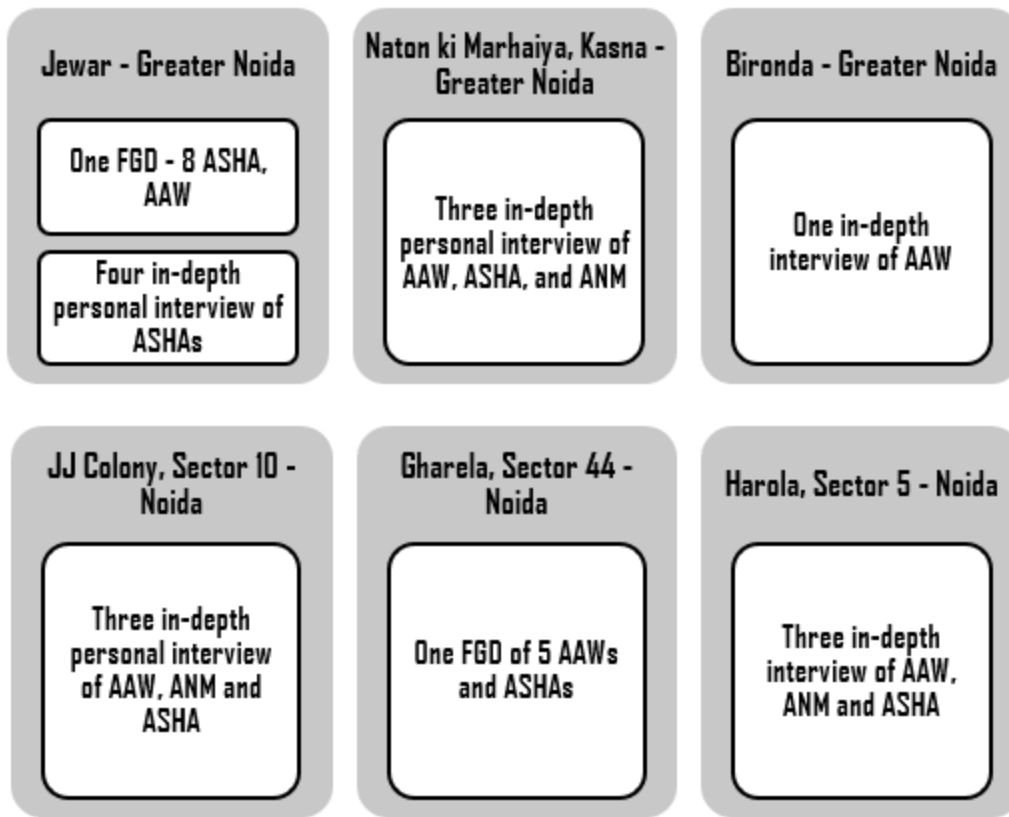 Jewar - Greater Noida
One FGD - 8 ASHA,
AAW
Four in-depth
personal interview of
ASHAs
Naton ki Marhaiya, Kasna -
Greater Noida
Three in-depth
personal interview of
AAW, ASHA, and ANM
Bironda - Greater Noida
One in-depth
interview of AAW
JJ Colony, Sector 10 -
Noida
Three in-depth
personal interview
of AAW, ANM and
ASHA
Gharela, Sector 44 -
Noida
One FGD of 5 AAWs
and ASHAs
Harola, Sector 5 - Noida
Three in-depth
interview of AAW,
ANM and ASHA